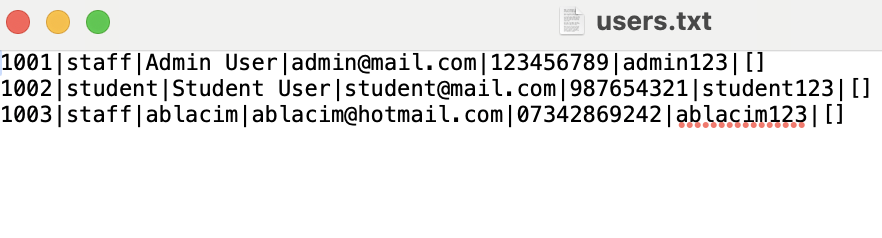 users.txt
1001|staff|Admin User|admin@mail.com|123456789|admin123|[]
1002|student|Student User|student@mail.com|987654321|student123|[]
1003|staff|ablacim|ablacim@hotmail.com|07342869242|ablacim123|[]